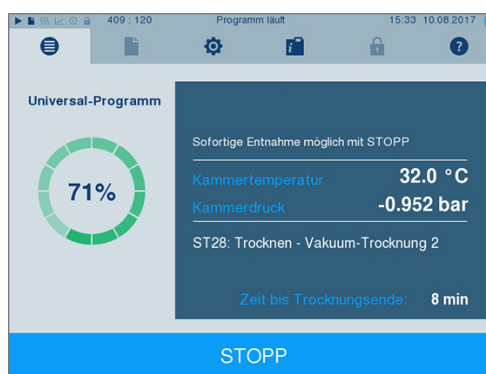 409 : 120 Programm läuft 15:33 10.08.2017
Universal-Programm
71%
Sofortige Entnahme möglich mit STOPP
Kammertemperatur 32.0 °C
Kammerdruck -0.952 bar
ST28: Trocknen - Vakuum-Trocknung 2
Zeit bis Trocknungsende: 8 min
STOPP